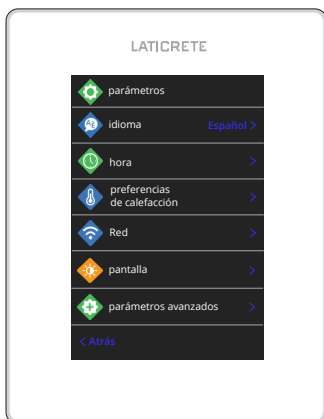 LATICRETE
parámetros
idioma Español >
hora >
preferencias
de calefacción >
Red >
pantalla >
parámetros avanzados >
< Atrás